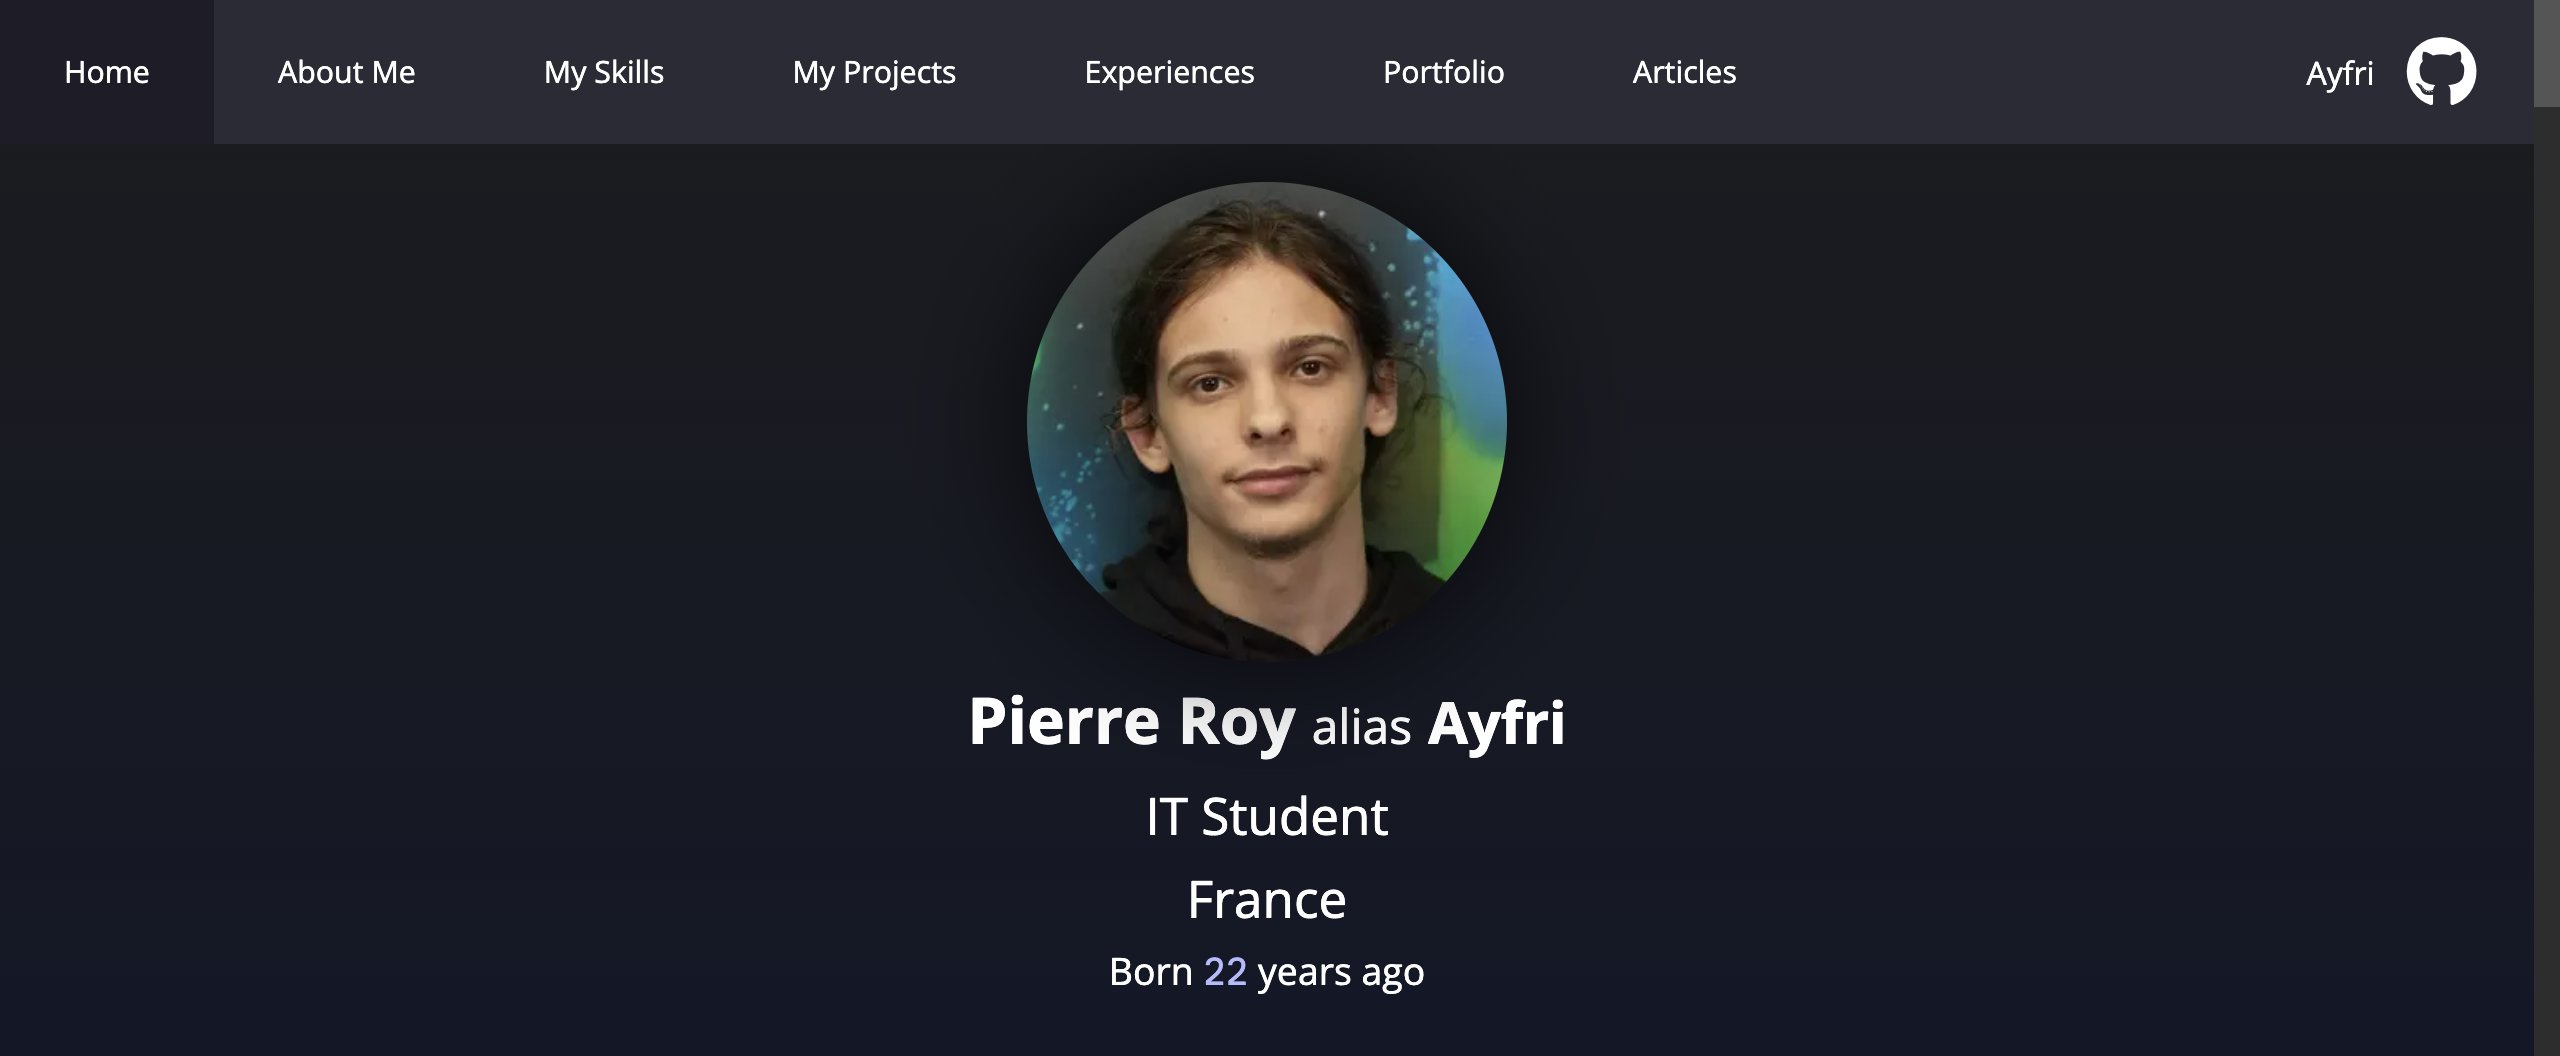 Home About Me My Skills My Projects Experiences Portfolio Articles Ayfri
Pierre Roy alias Ayfri
IT Student
France
Born 22 years ago